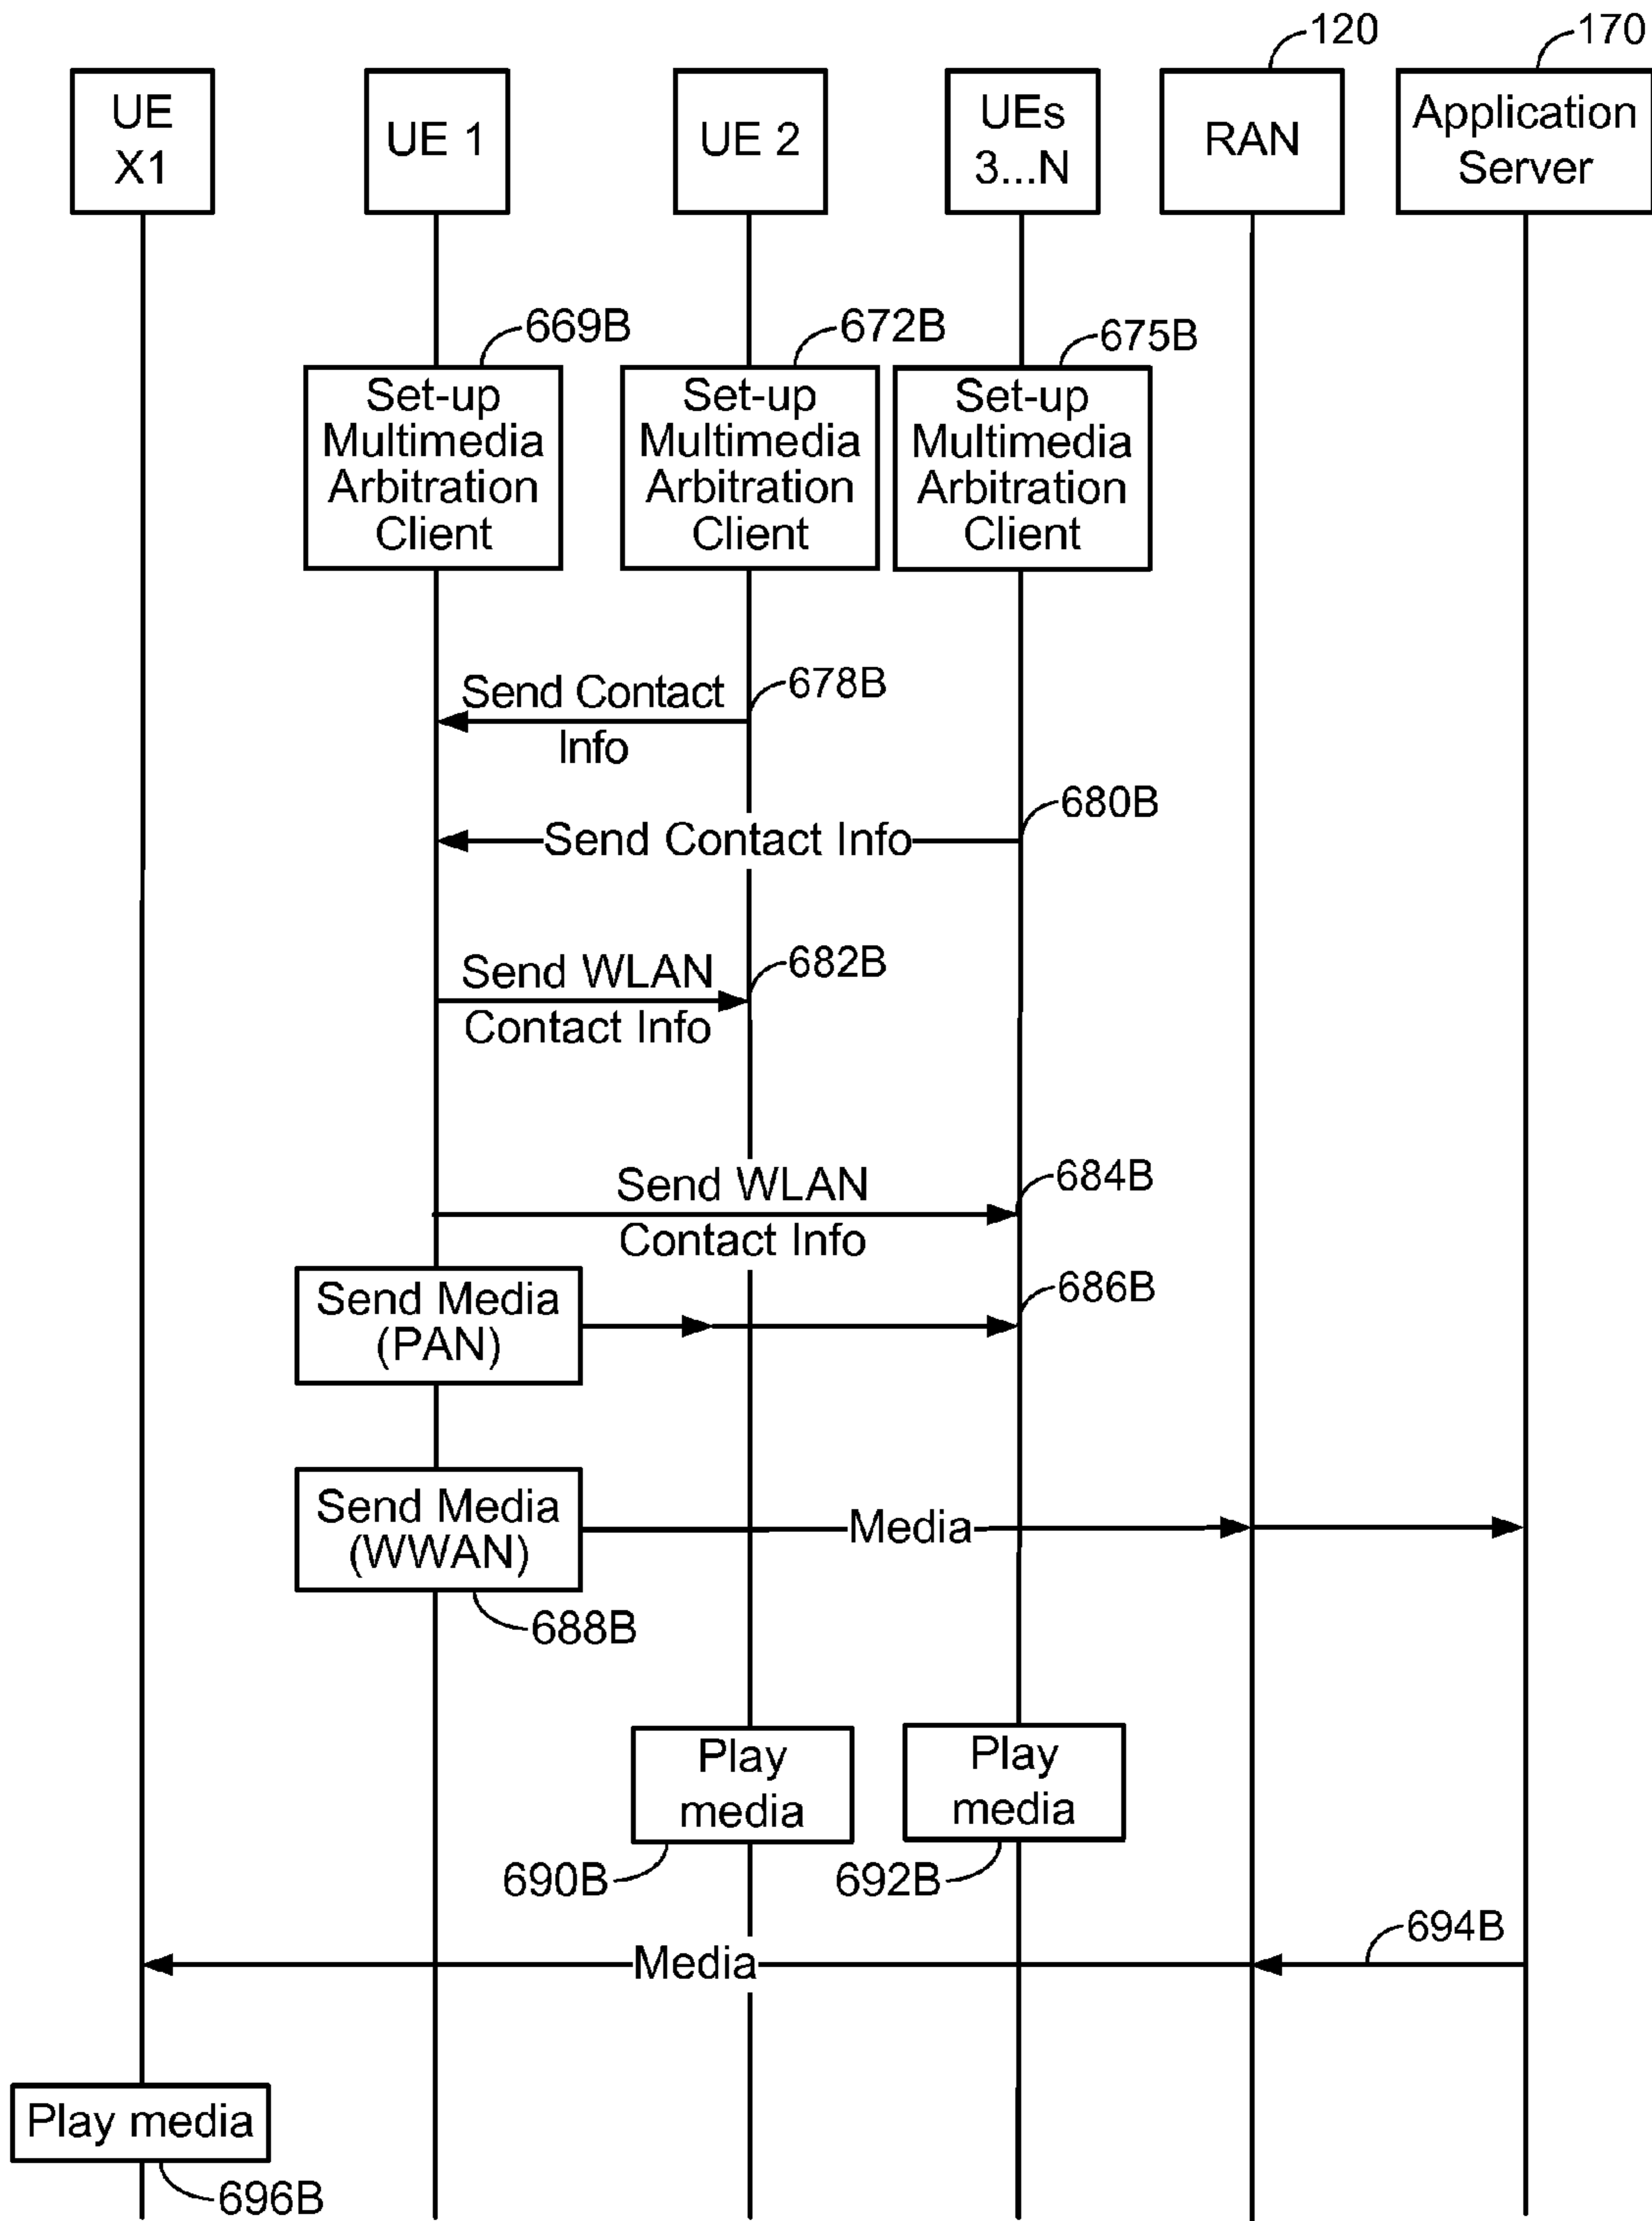 120
170
UE
X1
UE 1
UE 2
UEs
3...N
RAN
Application
Server
669B
672B
675B
Set-up
Multimedia
Arbitration
Client
Set-up
Multimedia
Arbitration
Client
Set-up
Multimedia
Arbitration
Client
678B
Send Contact
Info
680B
Send Contact Info
682B
Send WLAN
Contact Info
684B
Send WLAN
Contact Info
686B
Send Media
(PAN)
Send Media
(WWAN)
Media
688B
Play
media
Play
media
690B
692B
694B
Media
Play media
696B